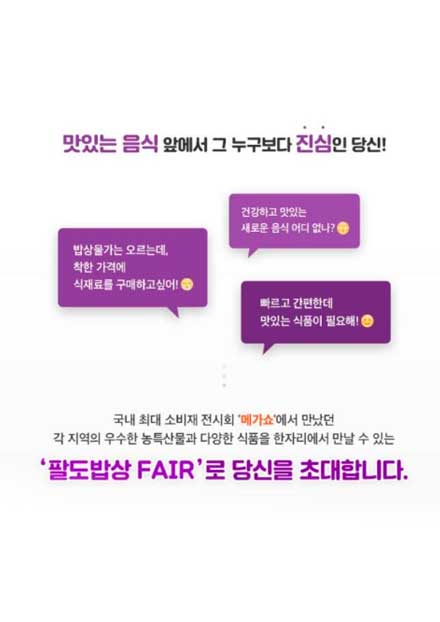 맛있는 음식 앞에서 그 누구보다 진심인 당신!
건강하고 맛있는
새로운 음식 어디 없나?
밥상물가는 오르는데,
착한 가격에
식재료를 구매하고싶어!
빠르고 간편한데
맛있는 식품이 필요해!
국내 최대 소비재 전시회 '메가쇼'에서 만났던
각 지역의 우수한 농특산물과 다양한 식품을 한자리에서 만날 수 있는
‘팔도밥상 FAIR’로 당신을 초대합니다.